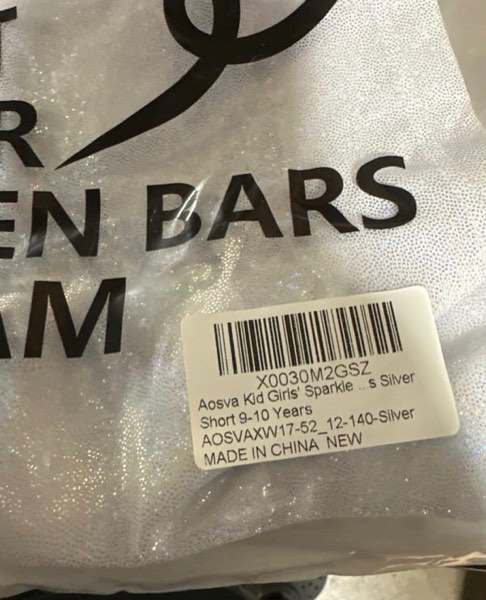 R
EN BARS
AM
X0030M2GSZ
Aosva Kid Girls' Sparkle ...s Silver
Short 9-10 Years
AOSVAXW17-52_12-140-Silver
MADE IN CHINA NEW